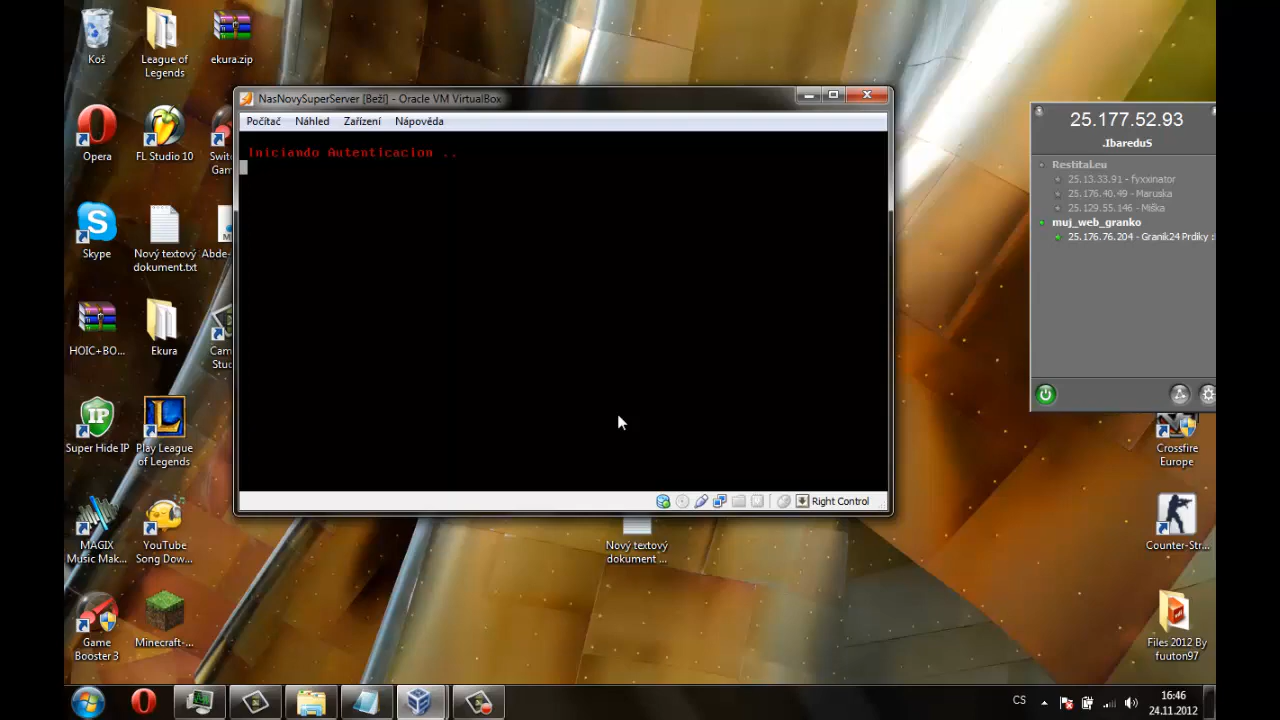 Koš
League of
Legends
ekura.zip
NasNovySuperServer [Beží] - Oracle VM VirtualBox
Počítač Náhled Zařízení Nápověda
Iniciando Autenticacion ..
25.177.52.93
.IbareduS
Restital.eu
25.13.33.91 - fyxxinator
25.176.40.49 - Maruska
25.129.55.146 - Miška
muj_web_granko
25.176.76.204 - Granik24 Prdiky :
Opera
FL Studio 10
Skype
Nový textový
dokument.txt
Abde-
HOIC+BO...
Ekura
IP
Super Hide IP
Play League
of Legends
Right Control
Crossfire
Europe
MAGIX
Music Mak...
YouTube
Song Dow...
Nový textový
dokument ...
Counter-Str...
Game
Booster 3
Minecraft-...
Files 2012 By
fuuton97
CS
16:46
24.11.2012